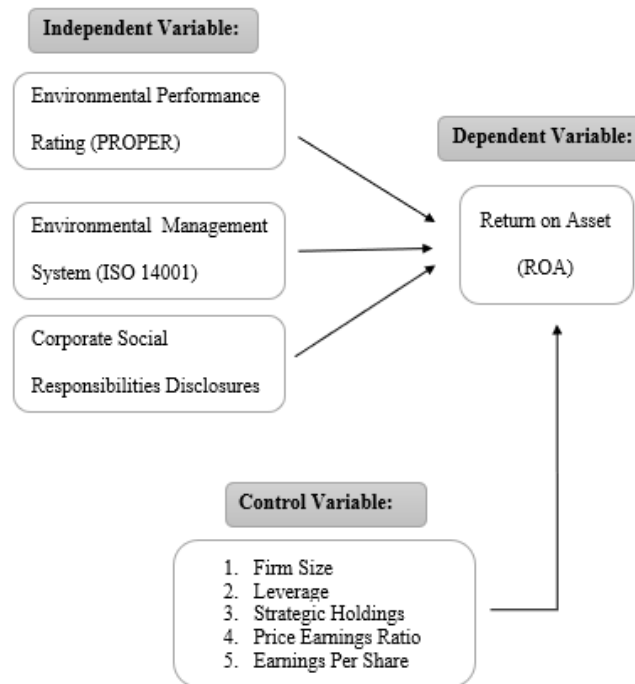 Independent Variable:
Environmental Performance
Rating (PROPER)
Environmental Management
System (ISO 14001)
Corporate Social
Responsibilities Disclosures
Dependent Variable:
Return on Asset
(ROA)
Control Variable:
1. Firm Size
2. Leverage
3. Strategic Holdings
4. Price Earnings Ratio
5. Earnings Per Share